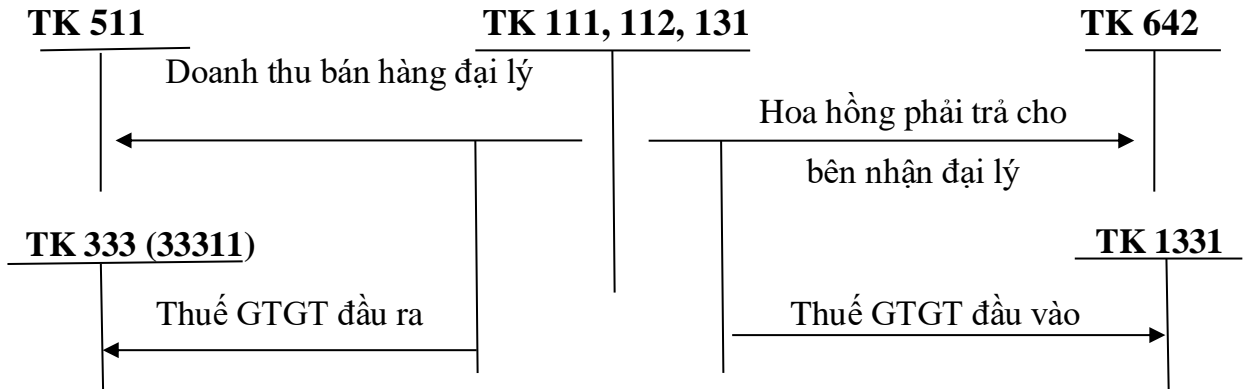 TK 511
TK 111, 112, 131
TK 642
Doanh thu bán hàng đại lý
Hoa hồng phải trả cho
bên nhận đại lý
TK 333 (33311)
TK 1331
Thuế GTGT đầu ra
Thuế GTGT đầu vào